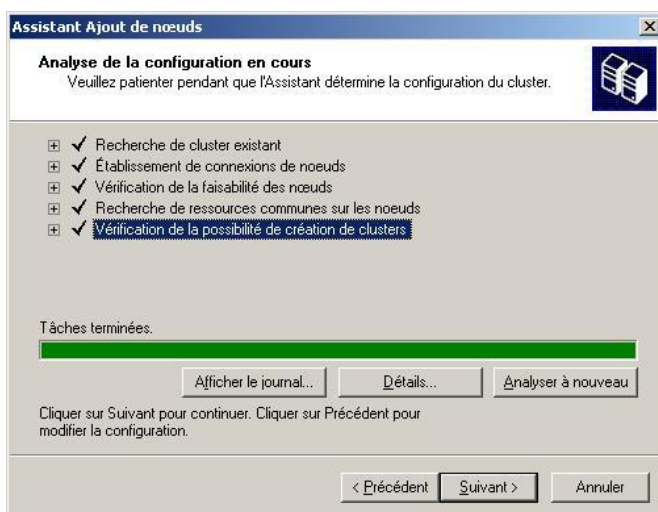 Assistant Ajout de nœuds
Analyse de la configuration en cours
Veuillez patienter pendant que l'Assistant détermine la configuration du cluster.
Recherche de cluster existant
Établissement de connexions de noeuds
Vérification de la faisabilité des nœuds
Recherche de ressources communes sur les noeuds
Vérification de la possibilité de création de clusters
Tâches terminées.
Afficher le journal... Détails... Analyser à nouveau
Cliquer sur Suivant pour continuer. Cliquer sur Précédent pour
modifier la configuration.
< Précédent Suivant > Annuler